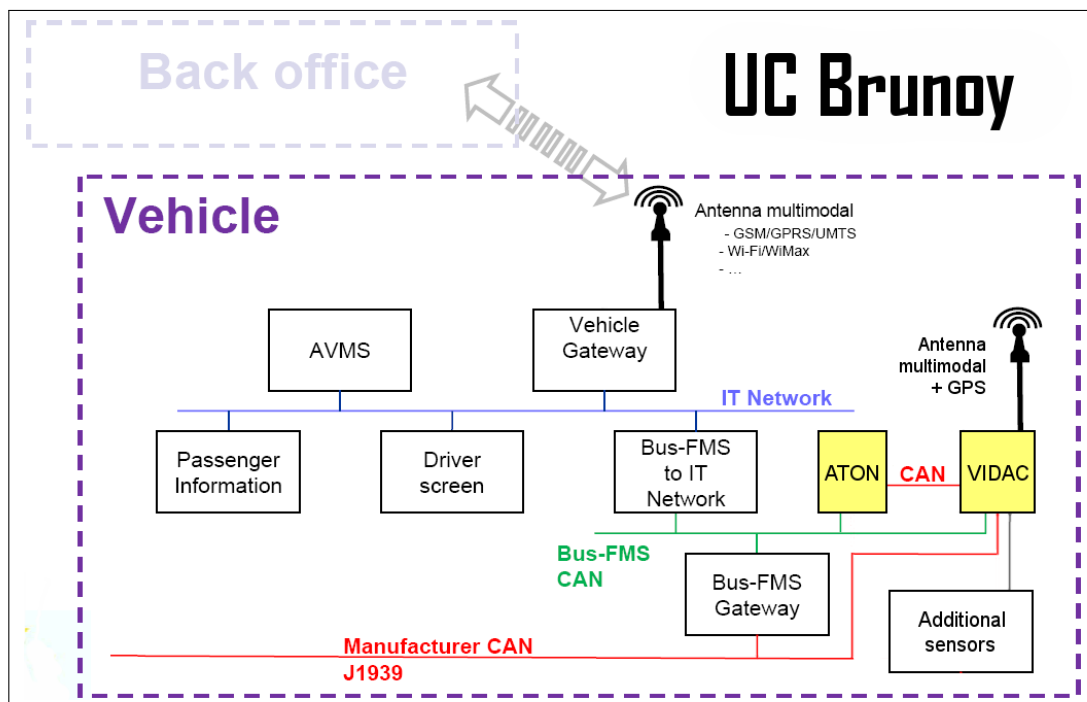 Back office
UC Brunoy
Vehicle
Antenna multimodal
- GSM/GPRS/UMTS
- Wi-Fi/WiMax
- ...
AVMS
Vehicle
Gateway
Antenna
multimodal
+ GPS
IT Network
Passenger
Information
Driver
screen
Bus-FMS
to IT
Network
ATON
CAN
VIDAC
Bus-FMS
CAN
Bus-FMS
Gateway
Additional
sensors
Manufacturer CAN
J1939